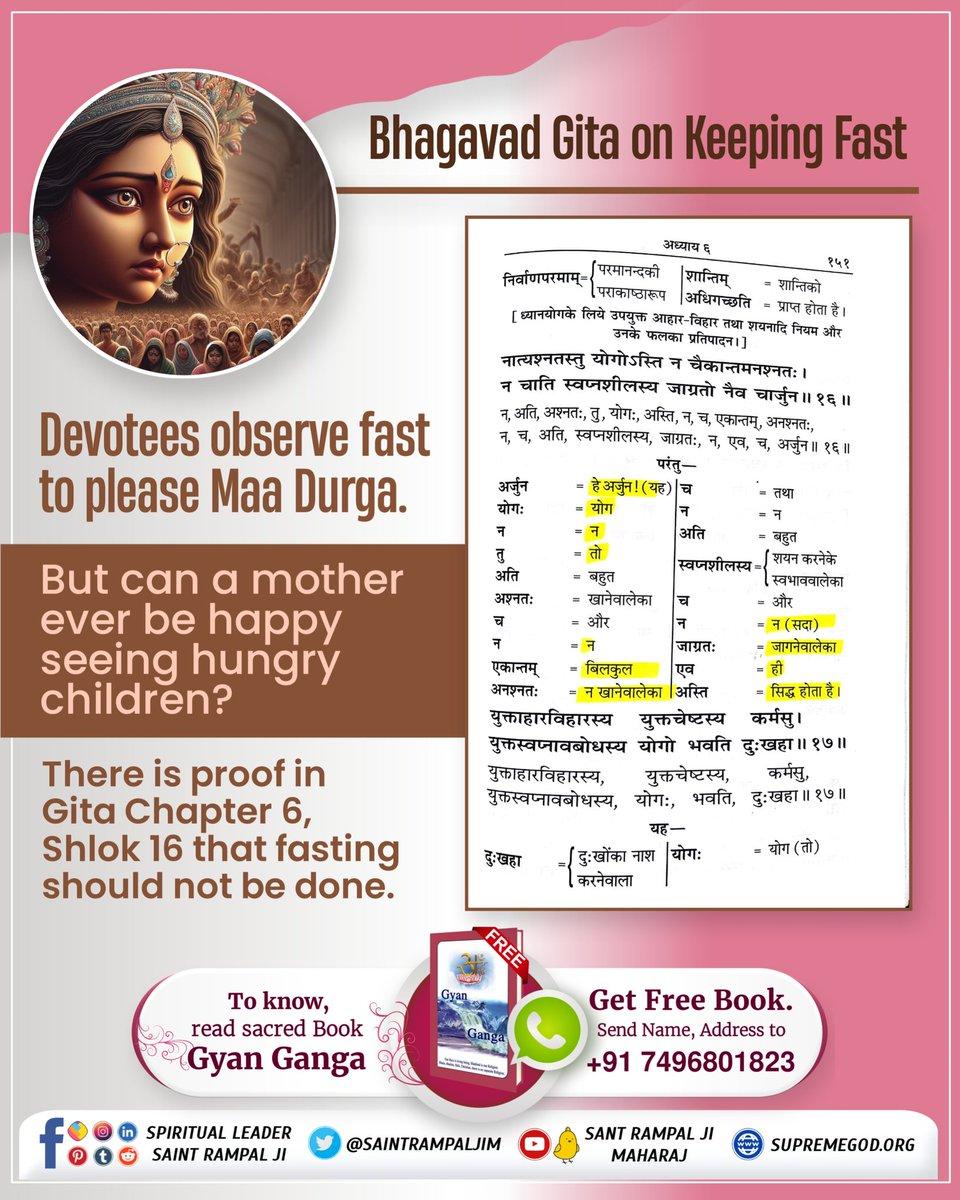 Bhagavad Gita on Keeping Fast
Devotees observe fast
to please Maa Durga.
But can a mother
ever be happy
seeing hungry
children?
There is proof in
Gita Chapter 6,
Shlok 16 that fasting
should not be done.
अध्याय ६
१५१
निर्वाणपरमाम् = { परमानन्दकी पराकाष्ठारूप
शान्तिम् = शान्तिको
अधिगच्छति = प्राप्त होता है।
[ ध्यानयोगके लिये उपयुक्त आहार-विहार तथा शयनादि नियम और
उनके फलका प्रतिपादन।]
नात्यश्नतस्तु योगोऽस्ति न चैकान्तमनश्नतः।
न चाति स्वप्नशीलस्य जाग्रतो नैव चार्जुन॥ १६॥
न, अति, अश्नतः, तु, योगः, अस्ति, न, च, एकान्तम्, अनश्नतः,
न, च, अति, स्वप्नशीलस्य, जाग्रतः, न, एव, च, अर्जुन॥ १६॥
परंतु—
अर्जुन = हे अर्जुन! (यह)
योगः = योग
न = न
तु = तो
अति = बहुत
अश्नतः = खानेवालेका
च = और
न = न
एकान्तम् = बिलकुल
अनश्नतः = न खानेवालेका
च = तथा
न = न
अति = बहुत
स्वप्नशीलस्य = { शयन करनेके स्वभाववालेका
च = और
न = न (सदा)
जाग्रतः = जागनेवालेका
एव = ही
अस्ति = सिद्ध होता है।
युक्ताहारविहारस्य युक्तचेष्टस्य कर्मसु।
युक्तस्वप्नावबोधस्य योगो भवति दुःखहा॥ १७॥
युक्ताहारविहारस्य, युक्तचेष्टस्य, कर्मसु,
युक्तस्वप्नावबोधस्य, योगः, भवति, दुःखहा॥ १७॥
यह—
दुःखहा = { दुःखोंका नाश करनेवाला
योगः = योग (तो)
To know,
read sacred Book
Gyan Ganga
FREE
Gyan
Ganga
Get Free Book.
Send Name, Address to
+91 7496801823
SPIRITUAL LEADER
SAINT RAMPAL JI
@SAINTRAMPALJIM
SANT RAMPAL JI
MAHARAJ
SUPREMEGOD.ORG